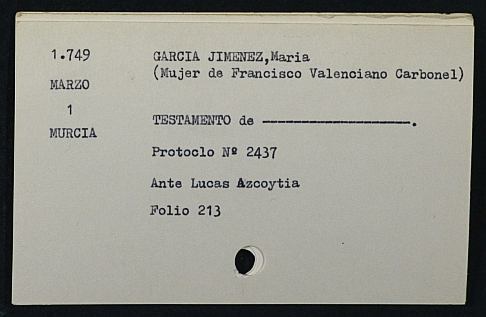 1.749
MARZO
1
MURCIA
GARCIA JIMENEZ,Maria
(Mujer de Francisco Valenciano Carbonel)
TESTAMENTO de ------------------.
Protoclo Nº 2437
Ante Lucas Azcoytia
Folio 213